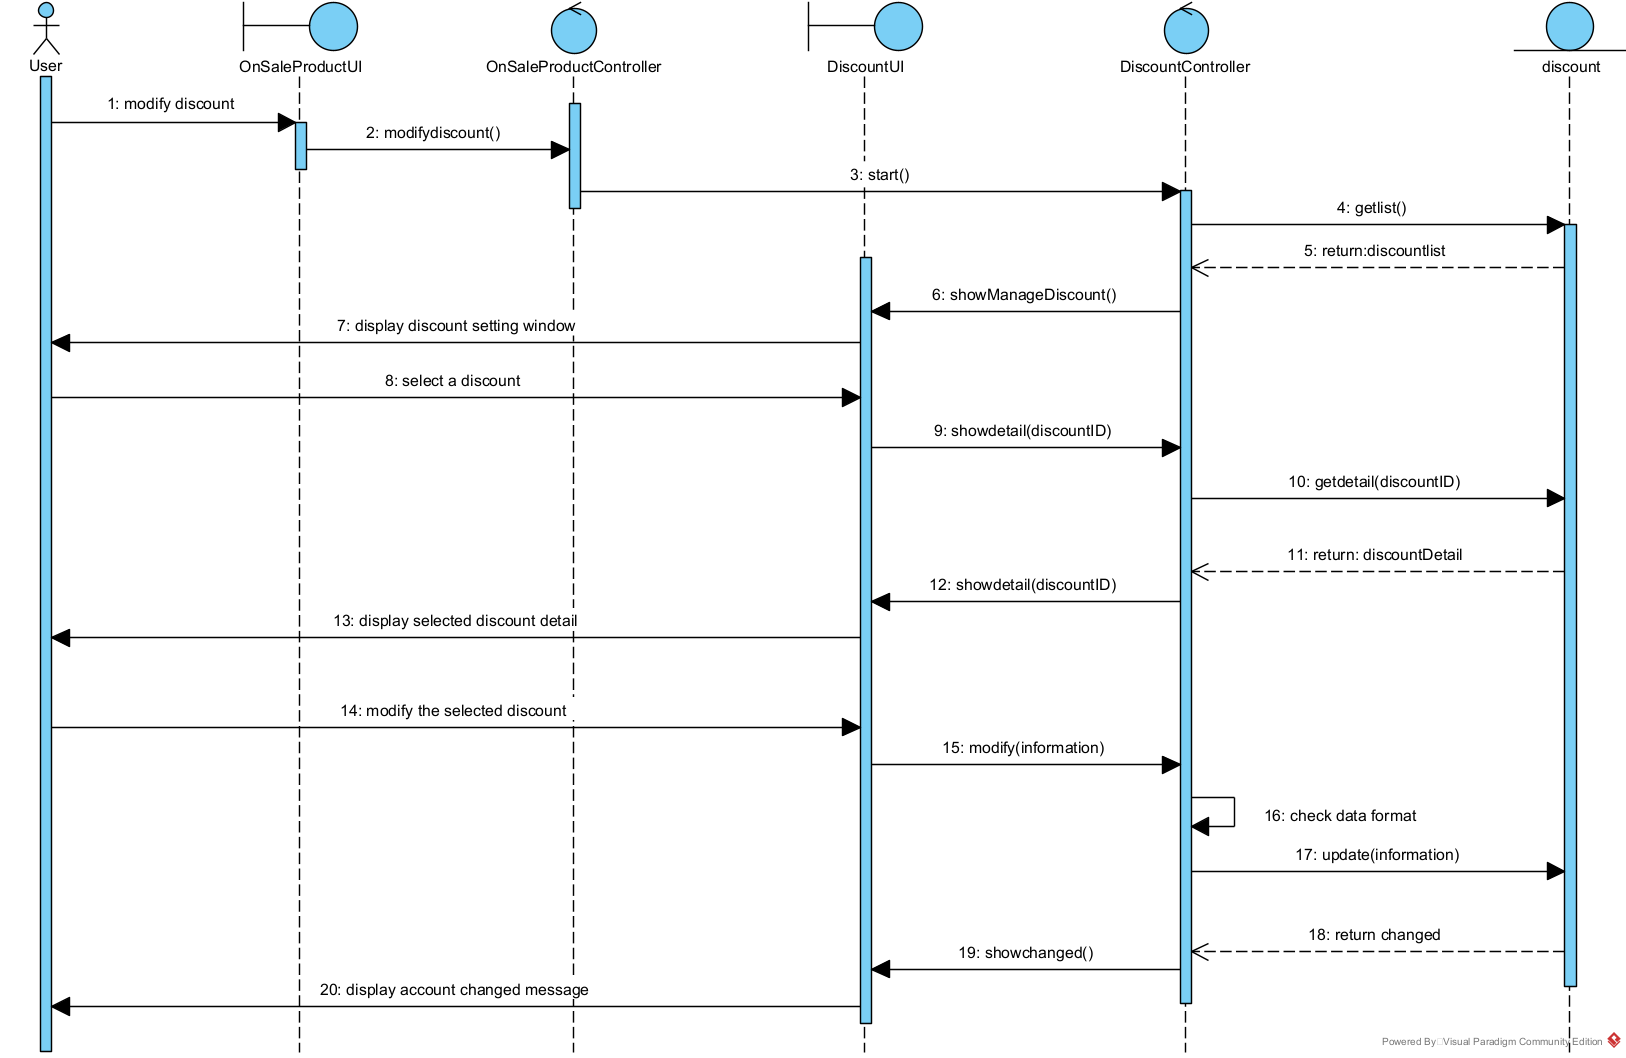 User
OnSaleProductUI
OnSaleProductController
DiscountUI
DiscountController
discount
1: modify discount
2: modifydiscount()
3: start()
4: getlist()
5: return:discountlist
6: showManageDiscount()
7: display discount setting window
8: select a discount
9: showdetail(discountID)
10: getdetail(discountID)
11: return: discountDetail
12: showdetail(discountID)
13: display selected discount detail
14: modify the selected discount
15: modify(information)
16: check data format
17: update(information)
18: return changed
19: showchanged()
20: display account changed message
Powered By Visual Paradigm Community Edition